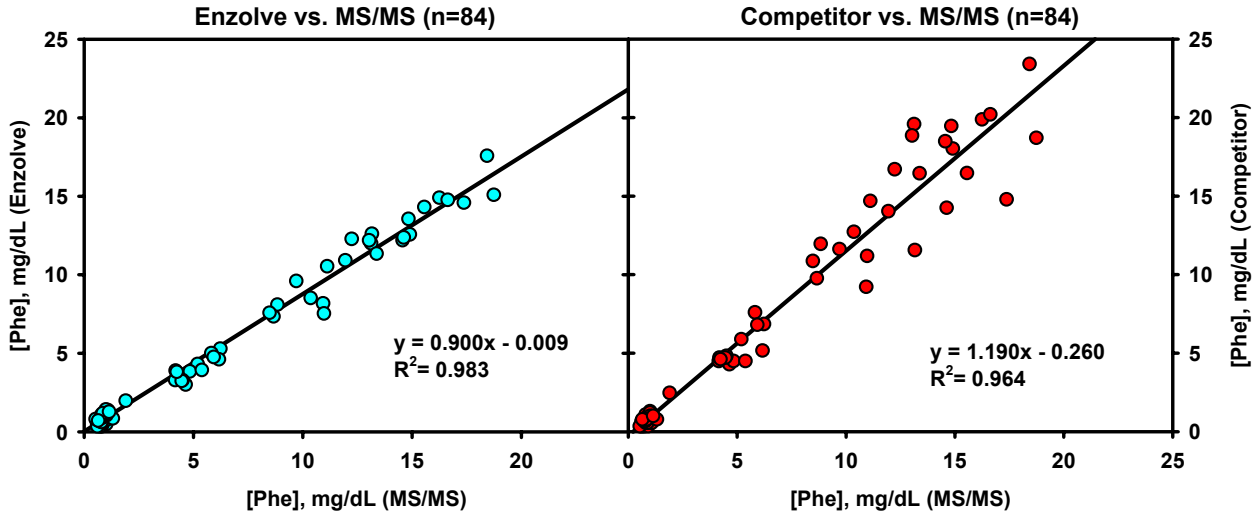 Enzolve vs. MS/MS (n=84)
Competitor vs. MS/MS (n=84)
[Phe], mg/dL (Enzolve)
25
20
15
10
5
0
y = 0.900x - 0.009
R²= 0.983
0 5 10 15 20
[Phe], mg/dL (MS/MS)
y = 1.190x - 0.260
R²= 0.964
0 5 10 15 20 25
[Phe], mg/dL (MS/MS)
25
20
15
10
5
0
[Phe], mg/dL (Competitor)